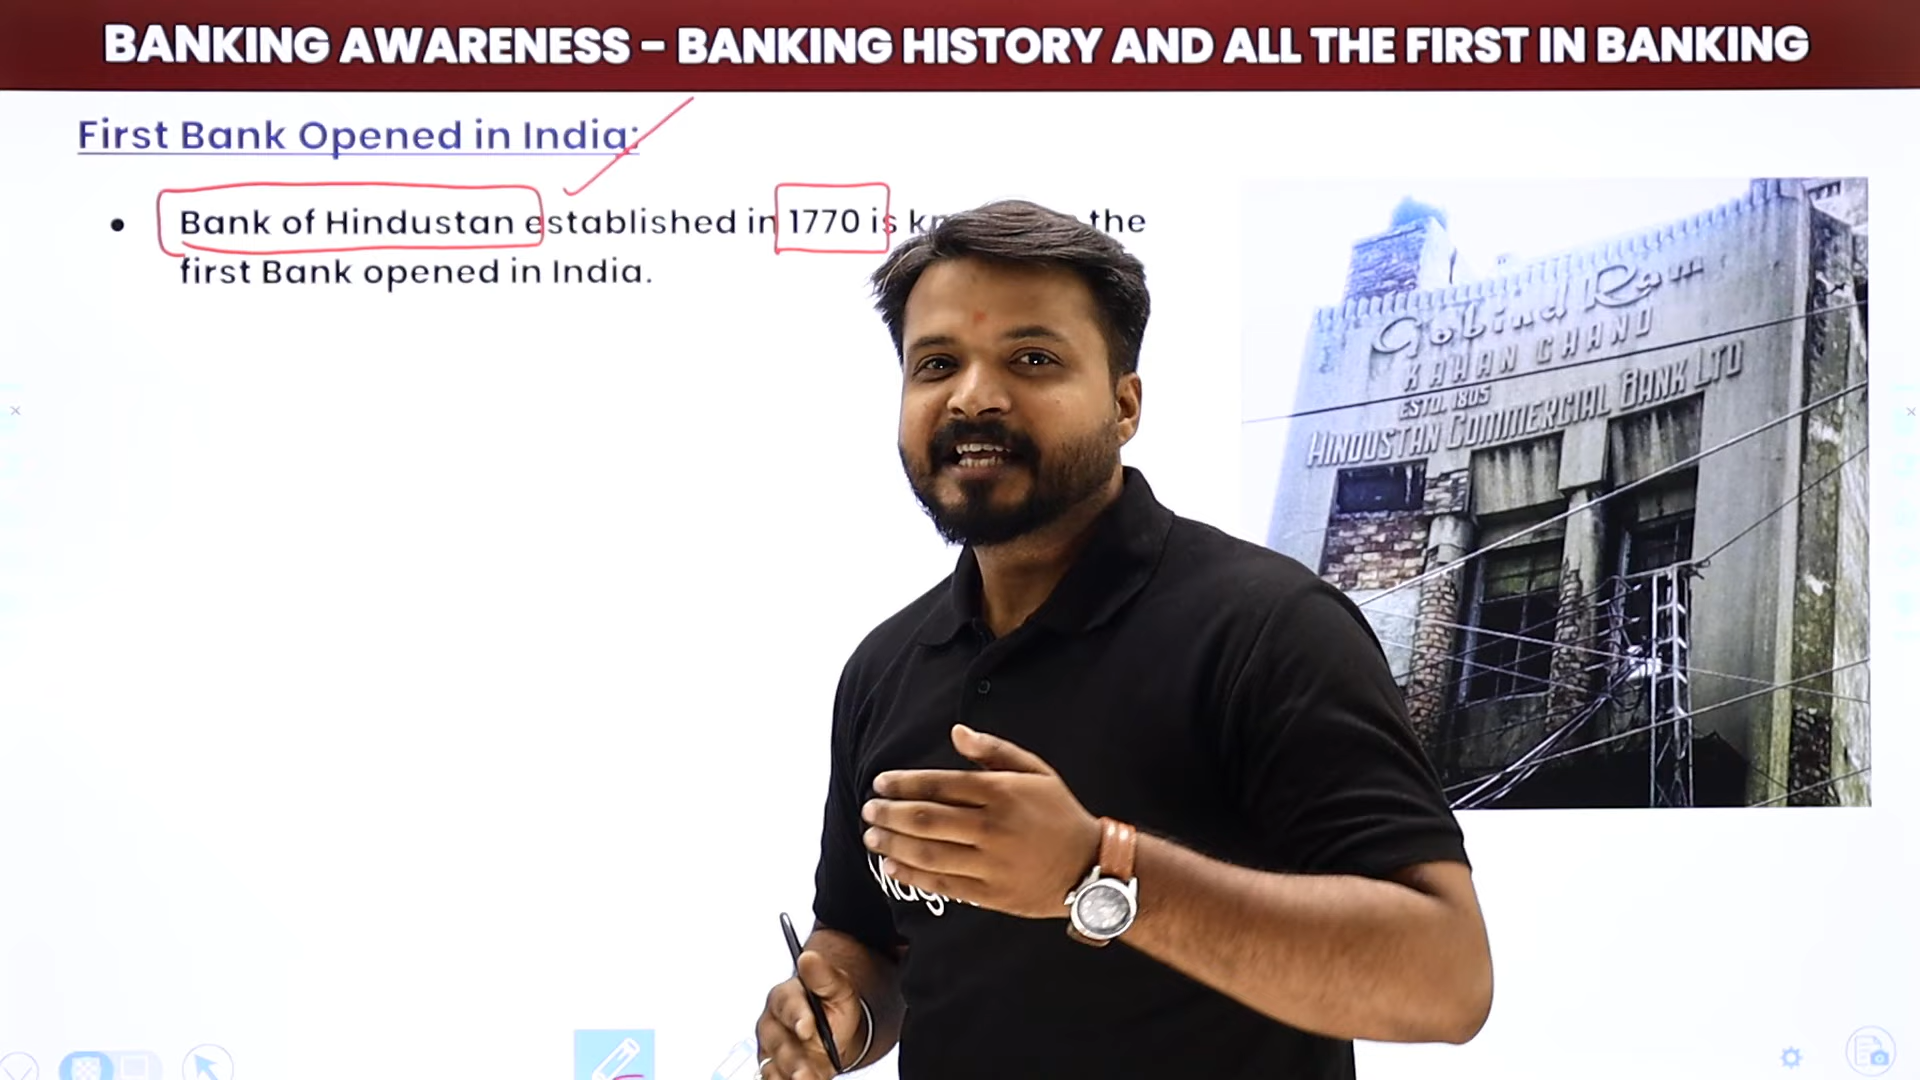 BANKING AWARENESS – BANKING HISTORY AND ALL THE FIRST IN BANKING
First Bank Opened in India:
• Bank of Hindustan established in 1770 is the
first Bank opened in India.
Gobind Ram
KAHAN CHAND
ESTD. 1805
HINDUSTAN COMMERCIAL BANK LTD